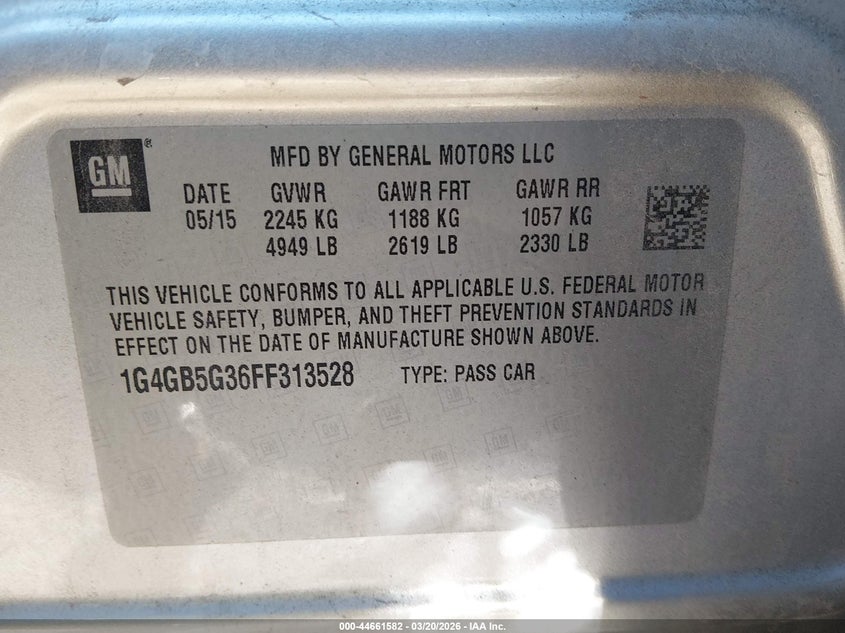 GM ®
MFD BY GENERAL MOTORS LLC
DATE GVWR GAWR FRT GAWR RR
05/15 2245 KG 1188 KG 1057 KG
4949 LB 2619 LB 2330 LB
THIS VEHICLE CONFORMS TO ALL APPLICABLE U.S. FEDERAL MOTOR
VEHICLE SAFETY, BUMPER, AND THEFT PREVENTION STANDARDS IN
EFFECT ON THE DATE OF MANUFACTURE SHOWN ABOVE.
1G4GB5G36FF313528 TYPE: PASS CAR
000-44661582 | 03/20/2026 - IAA Inc.